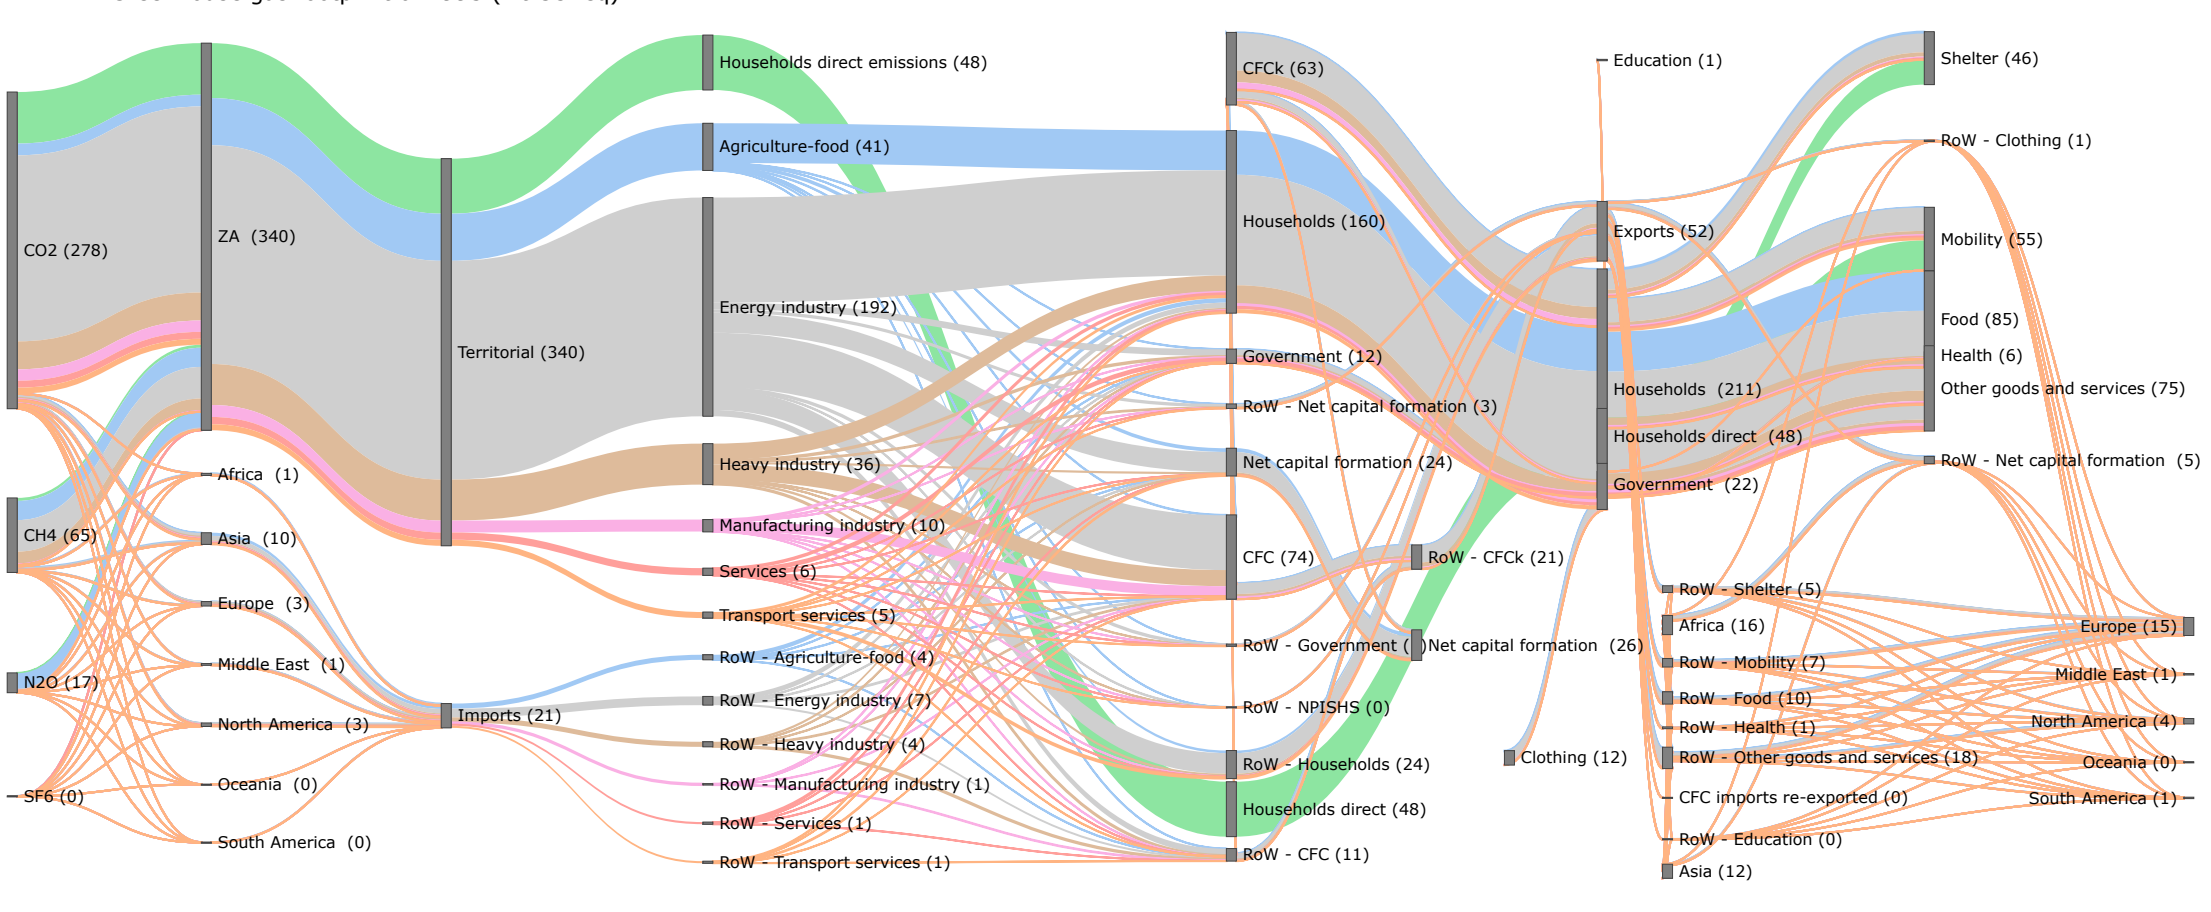 CO2 (278)
CH4 (65)
N2O (17)
SF6 (0)
ZA (340)
Africa (1)
Asia (10)
Europe (3)
Middle East (1)
North America (3)
Oceania (0)
South America (0)
Territorial (340)
Imports (21)
Households direct emissions (48)
Agriculture-food (41)
Energy industry (192)
Heavy industry (36)
Manufacturing industry (10)
Services (6)
Transport services (5)
RoW - Agriculture-food (4)
RoW - Energy industry (7)
RoW - Heavy industry (4)
RoW - Manufacturing industry (1)
RoW - Services (1)
RoW - Transport services (1)
CFCk (63)
Households (160)
Government (12)
RoW - Net capital formation (3)
Net capital formation (24)
CFC (74)
RoW - Government (
RoW - NPISHS (0)
RoW - Households (24)
Households direct (48)
RoW - CFC (11)
RoW - CFCk (21)
Net capital formation (26)
Clothing (12)
Education (1)
Exports (52)
Households (211)
Households direct (48)
Government (22)
RoW - Shelter (5)
Africa (16)
RoW - Mobility (7)
RoW - Food (10)
RoW - Health (1)
RoW - Other goods and services (18)
CFC imports re-exported (0)
RoW - Education (0)
Asia (12)
Shelter (46)
RoW - Clothing (1)
Mobility (55)
Food (85)
Health (6)
Other goods and services (75)
RoW - Net capital formation (5)
Europe (15)
Middle East (1)
North America (4)
Oceania (0)
South America (1)